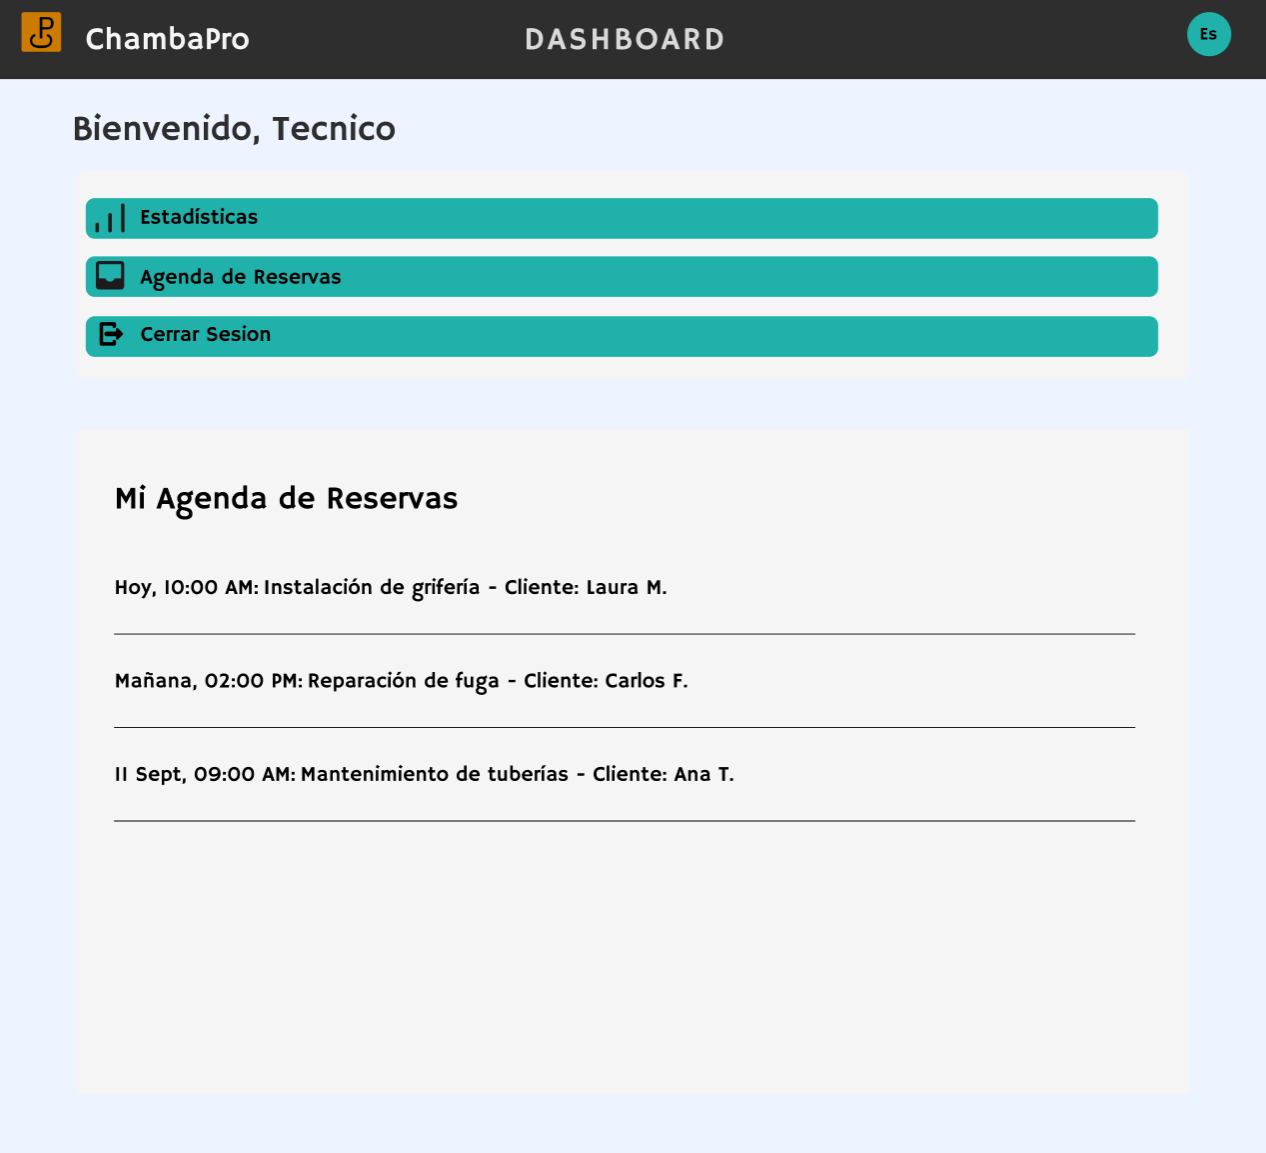 ChambaPro
DASHBOARD
Es
Bienvenido, Tecnico
Estadísticas
Agenda de Reservas
Cerrar Sesion
Mi Agenda de Reservas
Hoy, 10:00 AM: Instalación de grifería - Cliente: Laura M.
Mañana, 02:00 PM: Reparación de fuga - Cliente: Carlos F.
11 Sept, 09:00 AM: Mantenimiento de tuberías - Cliente: Ana T.